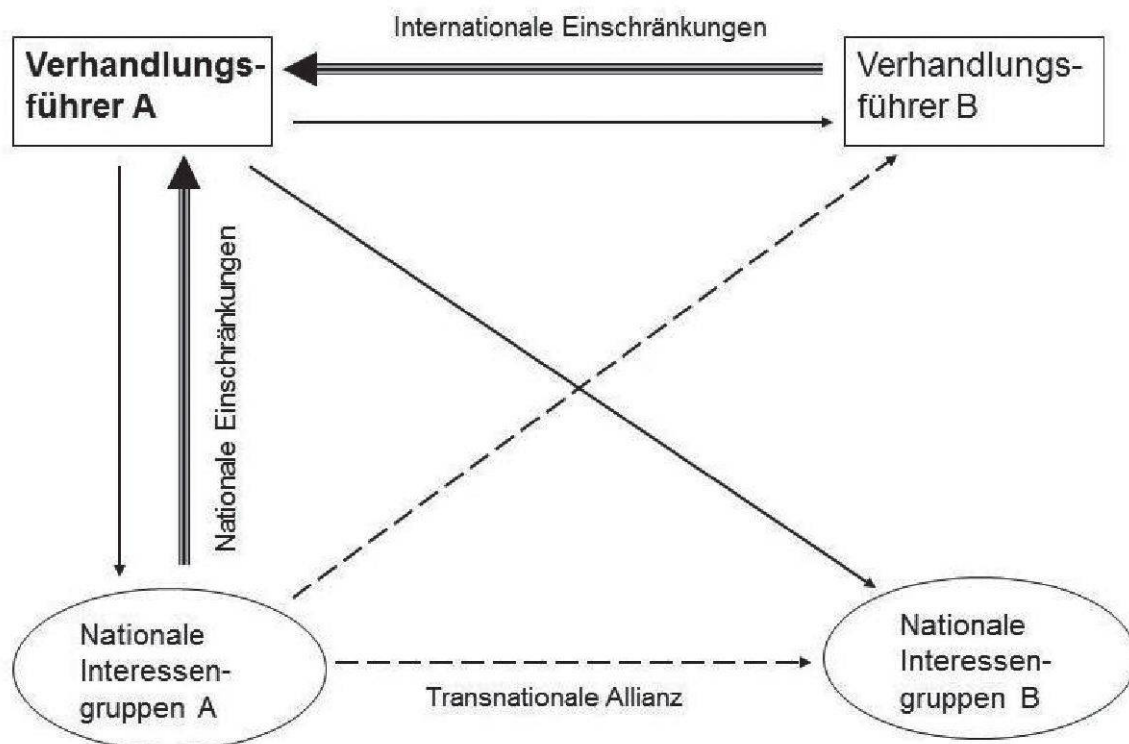 Internationale Einschränkungen
Verhandlungs-
führer A
Verhandlungs-
führer B
Nationale Einschränkungen
Nationale
Interessen-
gruppen A
Transnationale Allianz
Nationale
Interessen-
gruppen B